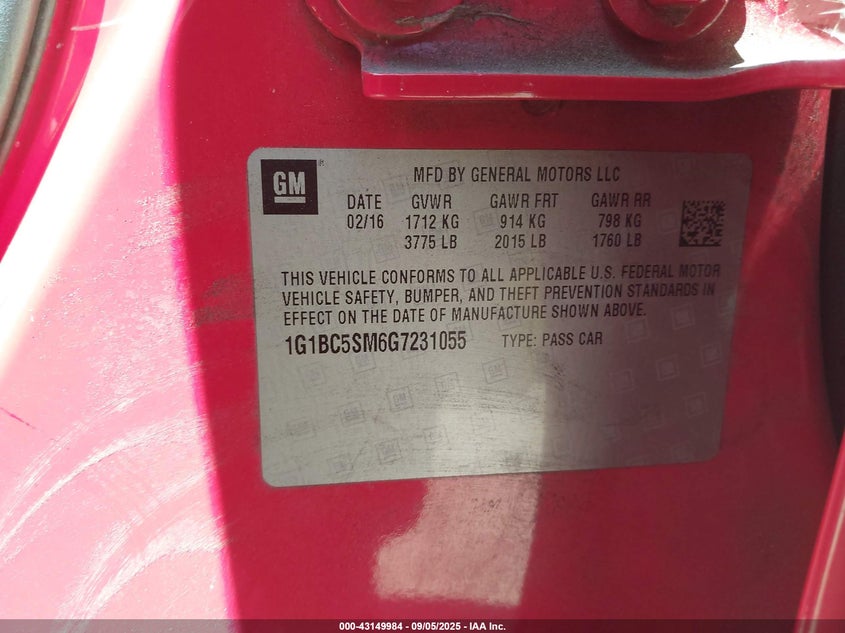 GM
®
MFD BY GENERAL MOTORS LLC
DATE GVWR GAWR FRT GAWR RR
02/16 1712 KG 914 KG 798 KG
3775 LB 2015 LB 1760 LB
THIS VEHICLE CONFORMS TO ALL APPLICABLE U.S. FEDERAL MOTOR
VEHICLE SAFETY, BUMPER, AND THEFT PREVENTION STANDARDS IN
EFFECT ON THE DATE OF MANUFACTURE SHOWN ABOVE.
1G1BC5SM6G7231055 TYPE: PASS CAR
000-43149984 - 09/05/2025 - IAA Inc.